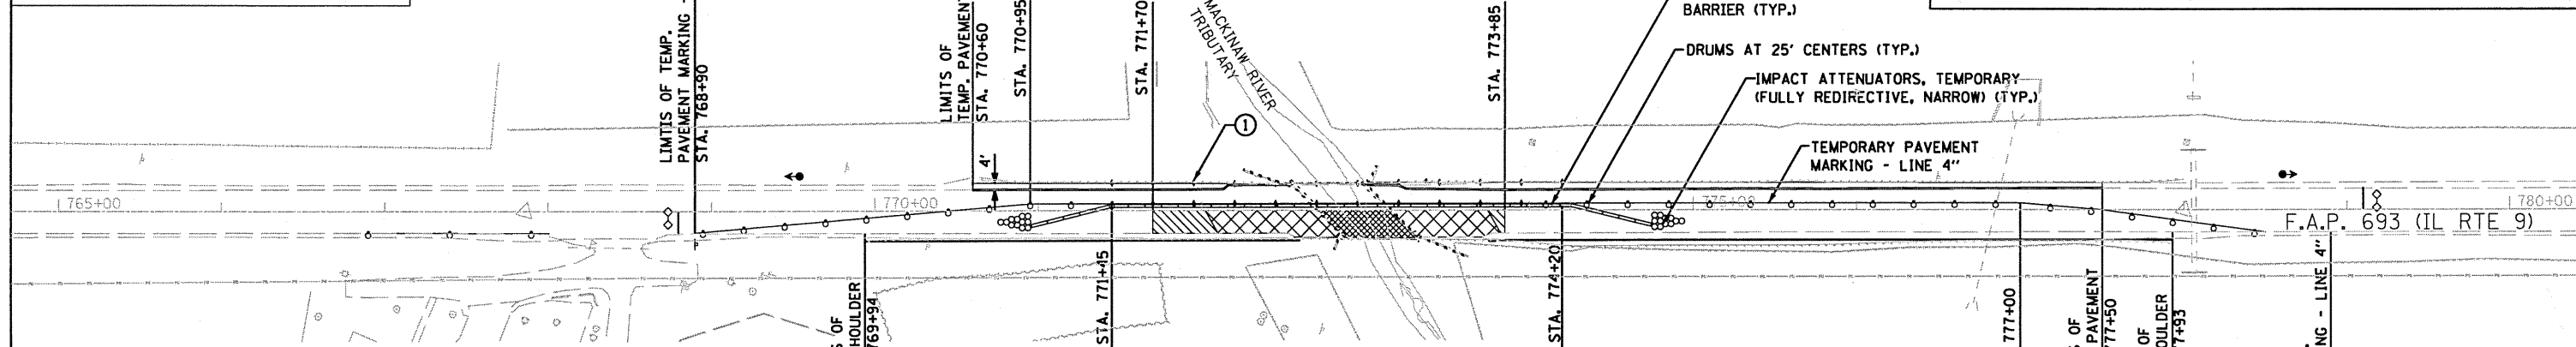 LIMTIS OF TEMP.
PAVEMENT MARKING -
STA. 768+90
LIMITS OF
TEMP. PAVEMENT
STA. 770+60
STA. 770+95
STA. 771+70
MACKINAW RIVER
TRIBUTARY
STA. 773+85
BARRIER (TYP.)
DRUMS AT 25' CENTERS (TYP.)
IMPACT ATTENUATORS, TEMPORARY
(FULLY REDIRECTIVE, NARROW) (TYP.)
TEMPORARY PAVEMENT
MARKING - LINE 4"
1
4'
765+00
770+00
775+00
780+00
F.A.P. 693 (IL RTE 9)
OF
HOULDER
769+94
STA. 771+15
STA. 774+20
777+00
OF
PAVEMENT
77+50
OF
OULDER
77+93
NG - LINE 4"